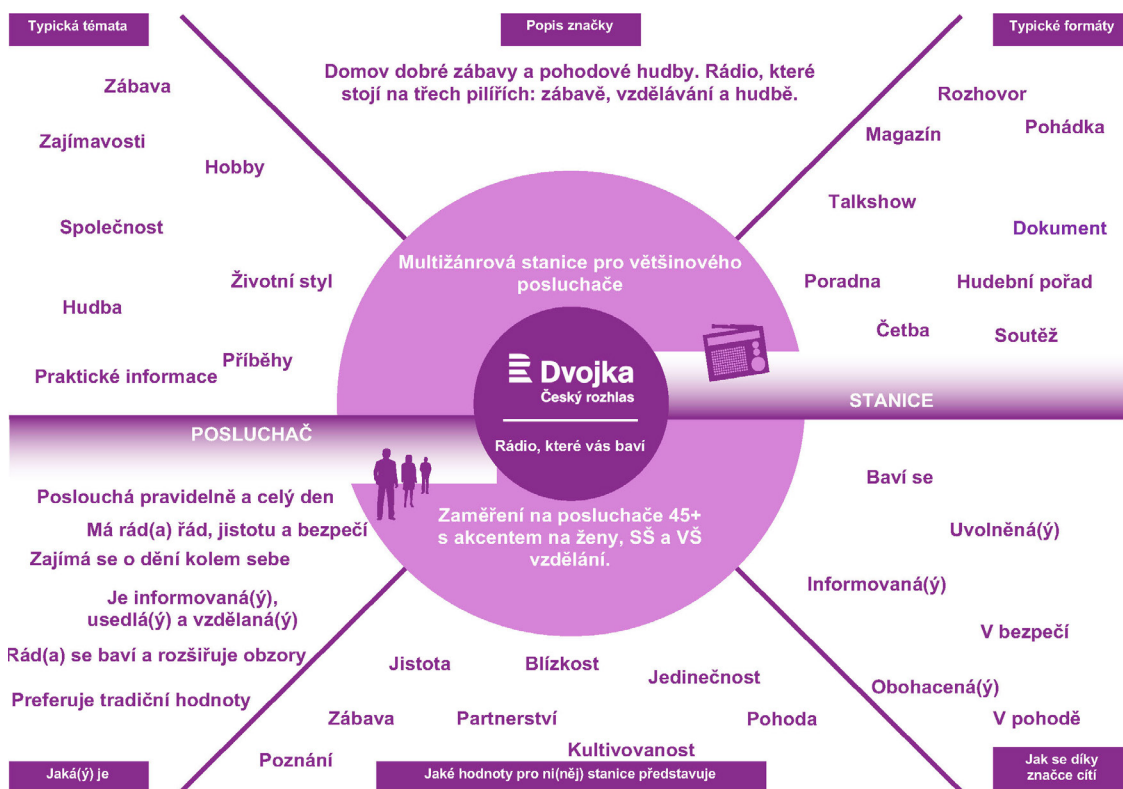 Typická témata
Popis značky
Typické formáty
Domov dobré zábavy a pohodové hudby. Rádio, které
stojí na třech pilířích: zábavě, vzdělávání a hudbě.
Zábava
Zajímavosti
Hobby
Společnost
Životní styl
Hudba
Příběhy
Praktické informace
Rozhovor
Magazín
Pohádka
Talkshow
Dokument
Poradna
Hudební pořad
Četba
Soutěž
Multižánrová stanice pro většinového
posluchače
Dvojka
Český rozhlas
Rádio, které vás baví
STANICE
POSLUCHAČ
Zaměření na posluchače 45+
s akcentem na ženy, SŠ a VŠ
vzdělání.
Poslouchá pravidelně a celý den
Má rád(a) řád, jistotu a bezpečí
Zajímá se o dění kolem sebe
Je informovaná(ý),
usedlá(ý) a vzdělaná(ý)
Rád(a) se baví a rozšiřuje obzory
Preferuje tradiční hodnoty
Jaká(ý) je
Jistota
Blízkost
Jedinečnost
Zábava
Partnerství
Pohoda
Poznání
Kultivovanost
Jaké hodnoty pro ni(něj) stanice představuje
Baví se
Uvolněná(ý)
Informovaná(ý)
V bezpečí
Obohacená(ý)
V pohodě
Jak se díky
značce cítí